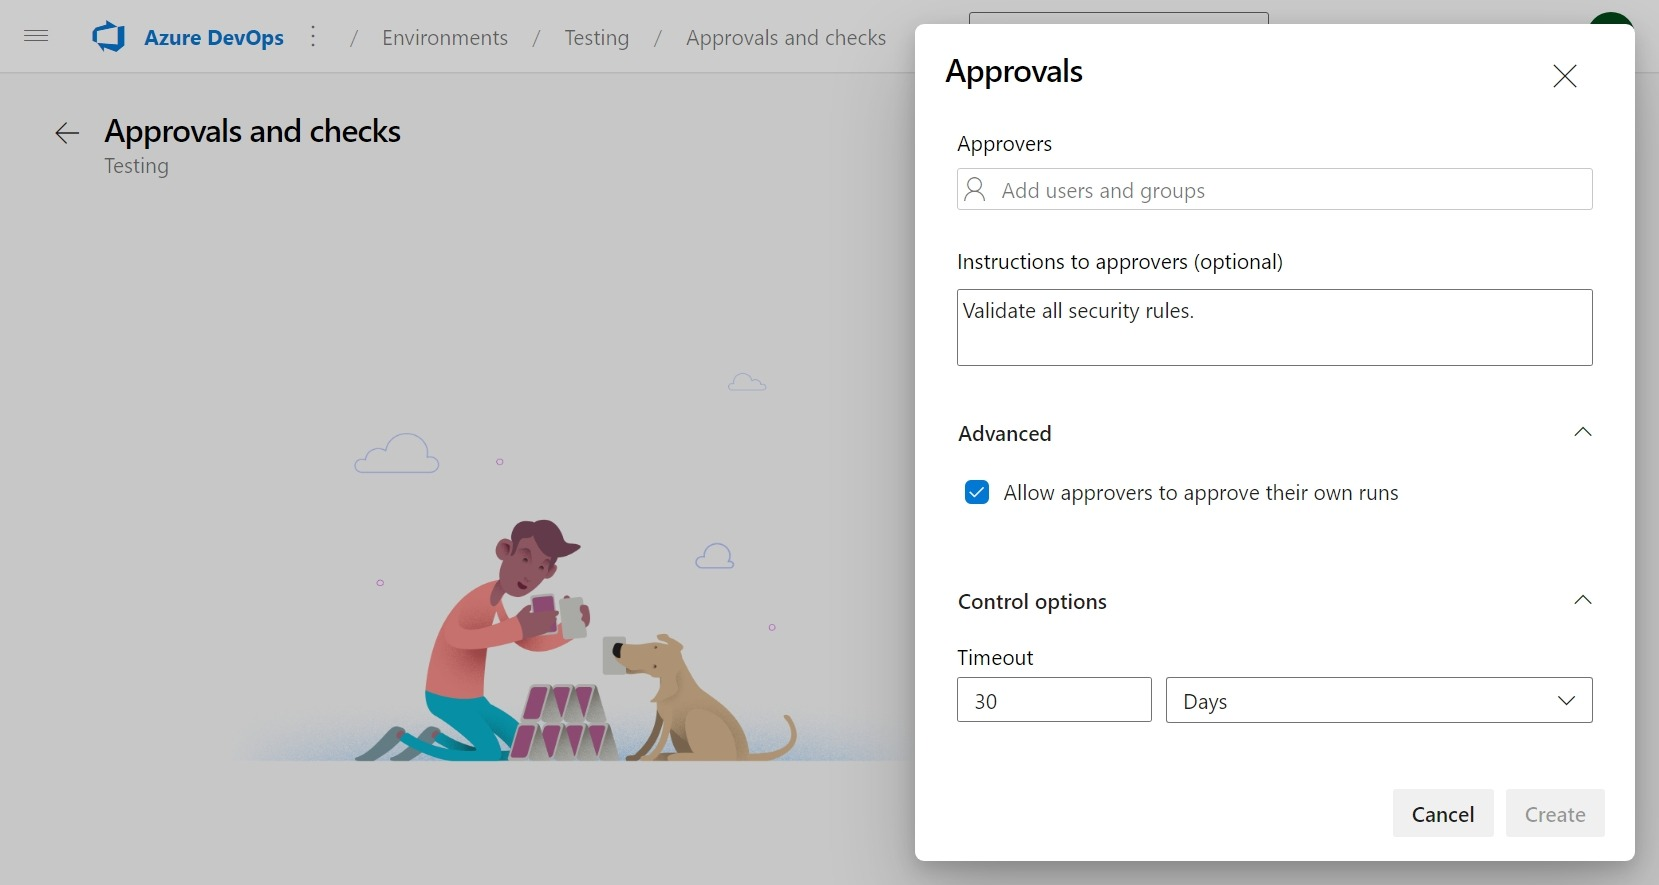 Azure DevOps / Environments / Testing / Approvals and checks
Approvals and checks
Testing
Approvals
Approvers
Add users and groups
Instructions to approvers (optional)
Validate all security rules.
Advanced
Allow approvers to approve their own runs
Control options
Timeout
30
Days
Cancel
Create